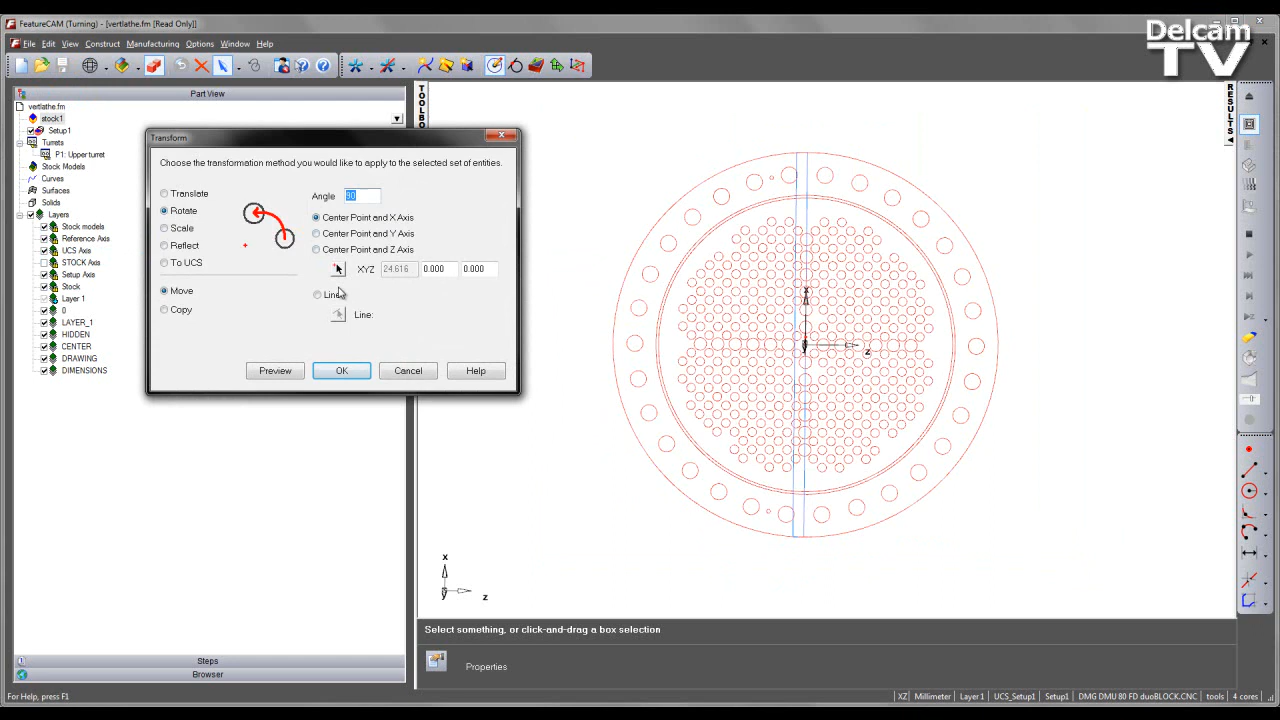 FeatureCAM (Turning) - [vertlathe.fm [Read Only]]
Delcam
TV
File Edit View Construct Manufacturing Options Window Help
Part View
TOOLBO
RESULTS
vertlathe.fm
stock1
Setup1
Turrets
P1: Upper turret
Stock Models
Curves
Surfaces
Solids
Layers
Stock models
Reference Axis
UCS Axis
STOCK Axis
Setup Axis
Stock
Layer 1
0
LAYER_1
HIDDEN
CENTER
DRAWING
DIMENSIONS
Transform
Choose the transformation method you would like to apply to the selected set of entities.
Translate
Rotate
Scale
Reflect
To UCS
Move
Copy
Angle
Center Point and X Axis
Center Point and Y Axis
Center Point and Z Axis
XYZ 24.616 0.000 0.000
Line:
Preview OK Cancel Help
x
z
x
y z
Select something, or click-and-drag a box selection
Properties
Steps
Browser
For Help, press F1
XZ Millimeter Layer 1 UCS_Setup1 Setup1 DMG DMU 80 FD duoBLOCK.CNC tools 4 cores